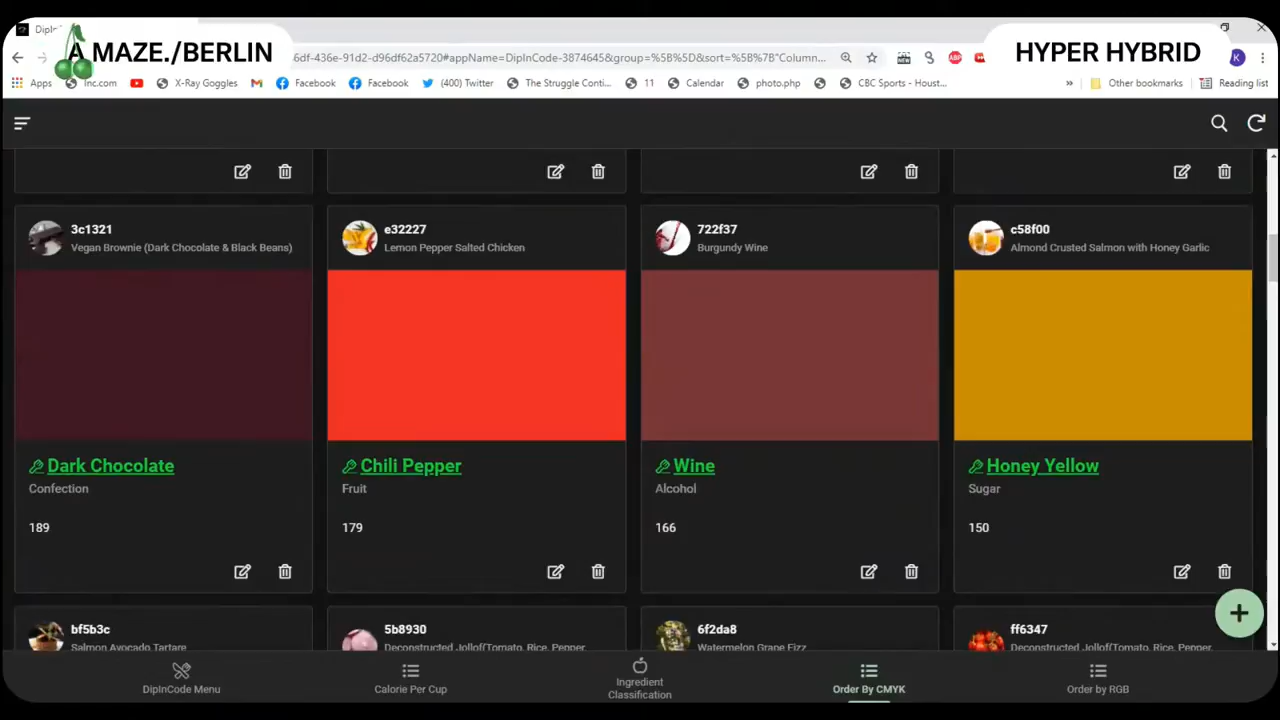 DipIn
A MAZE./BERLIN
HYPER HYBRID
6df-436e-91d2-d96df62a5720#appName=DipInCode-3874645&group=%5B%5D&sort=%5B%7B"Column...
ABP
K
Apps
Inc.com
X-Ray Goggles
Facebook
Facebook
(400) Twitter
The Struggle Conti...
11
Calendar
photo.php
CBC Sports - Houst...
»
Other bookmarks
Reading list
3c1321
Vegan Brownie (Dark Chocolate & Black Beans)
e32227
Lemon Pepper Salted Chicken
722f37
Burgundy Wine
c58f00
Almond Crusted Salmon with Honey Garlic
Dark Chocolate
Confection
189
Chili Pepper
Fruit
179
Wine
Alcohol
166
Honey Yellow
Sugar
150
bf5b3c
Salmon Avocado Tartare
5b8930
Deconstructed Jollof(Tomato, Rice, Pepper,
6f2da8
Watermelon Grape Fizz
ff6347
Deconstructed Jollof(Tomato, Rice, Pepper,
DipInCode Menu
Calorie Per Cup
Ingredient
Classification
Order By CMYK
Order by RGB